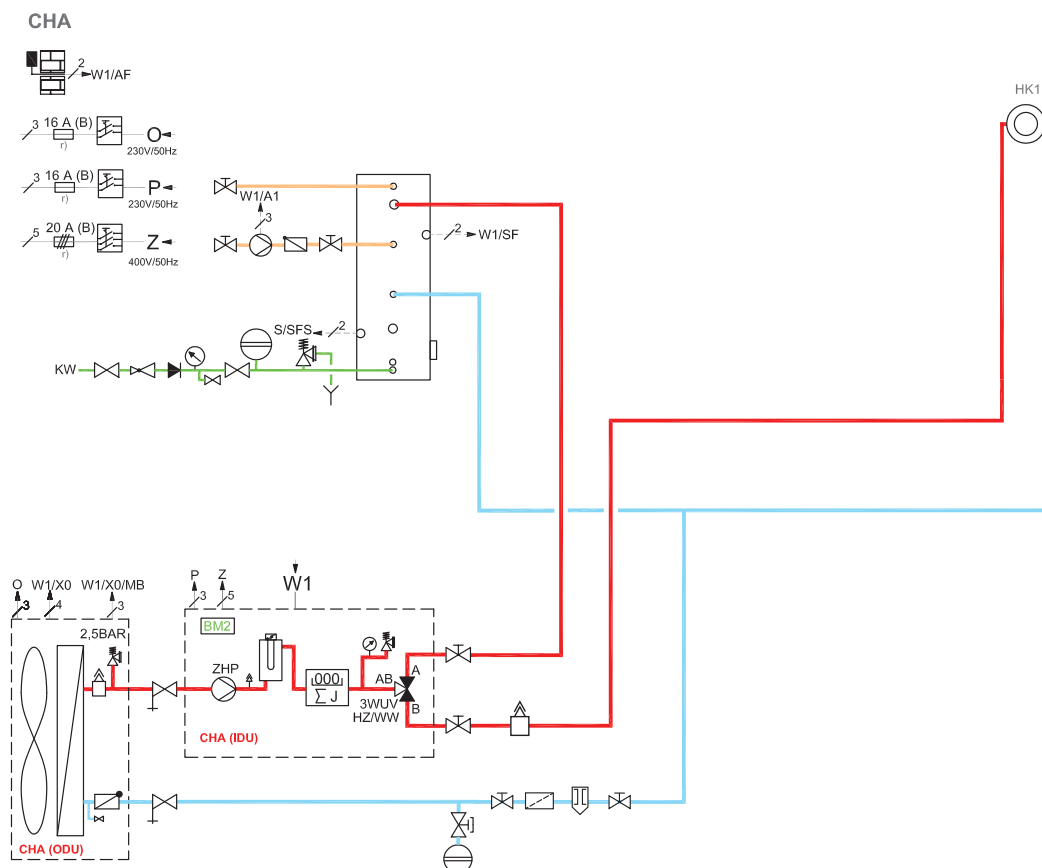 CHA
2
W1/AF
HK1
3 16 A (B) O
r) 230V/50Hz
3 16 A (B) P
r) 230V/50Hz
5 20 A (B) Z
r) 400V/50Hz
W1/A1
3
2 W1/SF
S/SFS 2
KW
O W1/X0 W1/X0/MB
3 4 3
P Z W1
3 5
2,5BAR
BM2
ZHP
000
Σ J
AB A
B
3WUV
HZ/WW
CHA (IDU)
CHA (ODU)